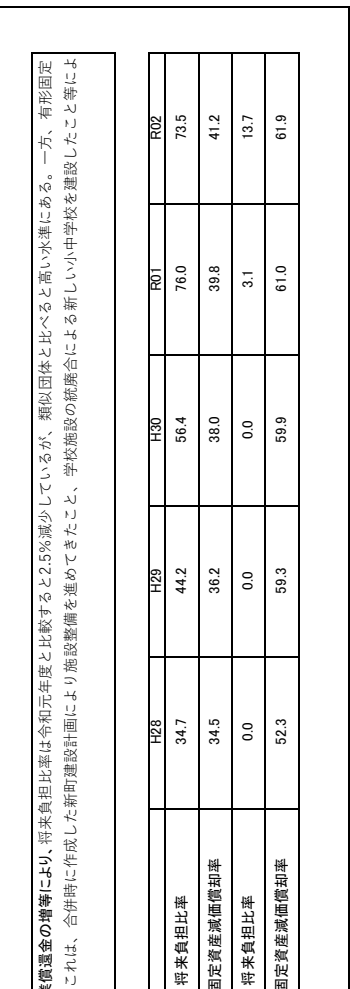 償還金の増等により、将来負担比率は令和元年度と比較すると2.5%減少しているが、類似団体と比べると高い水準にある。一方、有形固定
これは、合併時に作成した新町建設計画により施設整備を進めてきたこと、学校施設の統廃合による新しい小中学校を建設したこと等によ
H28 H29 H30 R01 R02
将来負担比率 34.7 44.2 56.4 76.0 73.5
固定資産減価償却率 34.5 36.2 38.0 39.8 41.2
将来負担比率 0.0 0.0 0.0 3.1 13.7
固定資産減価償却率 52.3 59.3 59.9 61.0 61.9